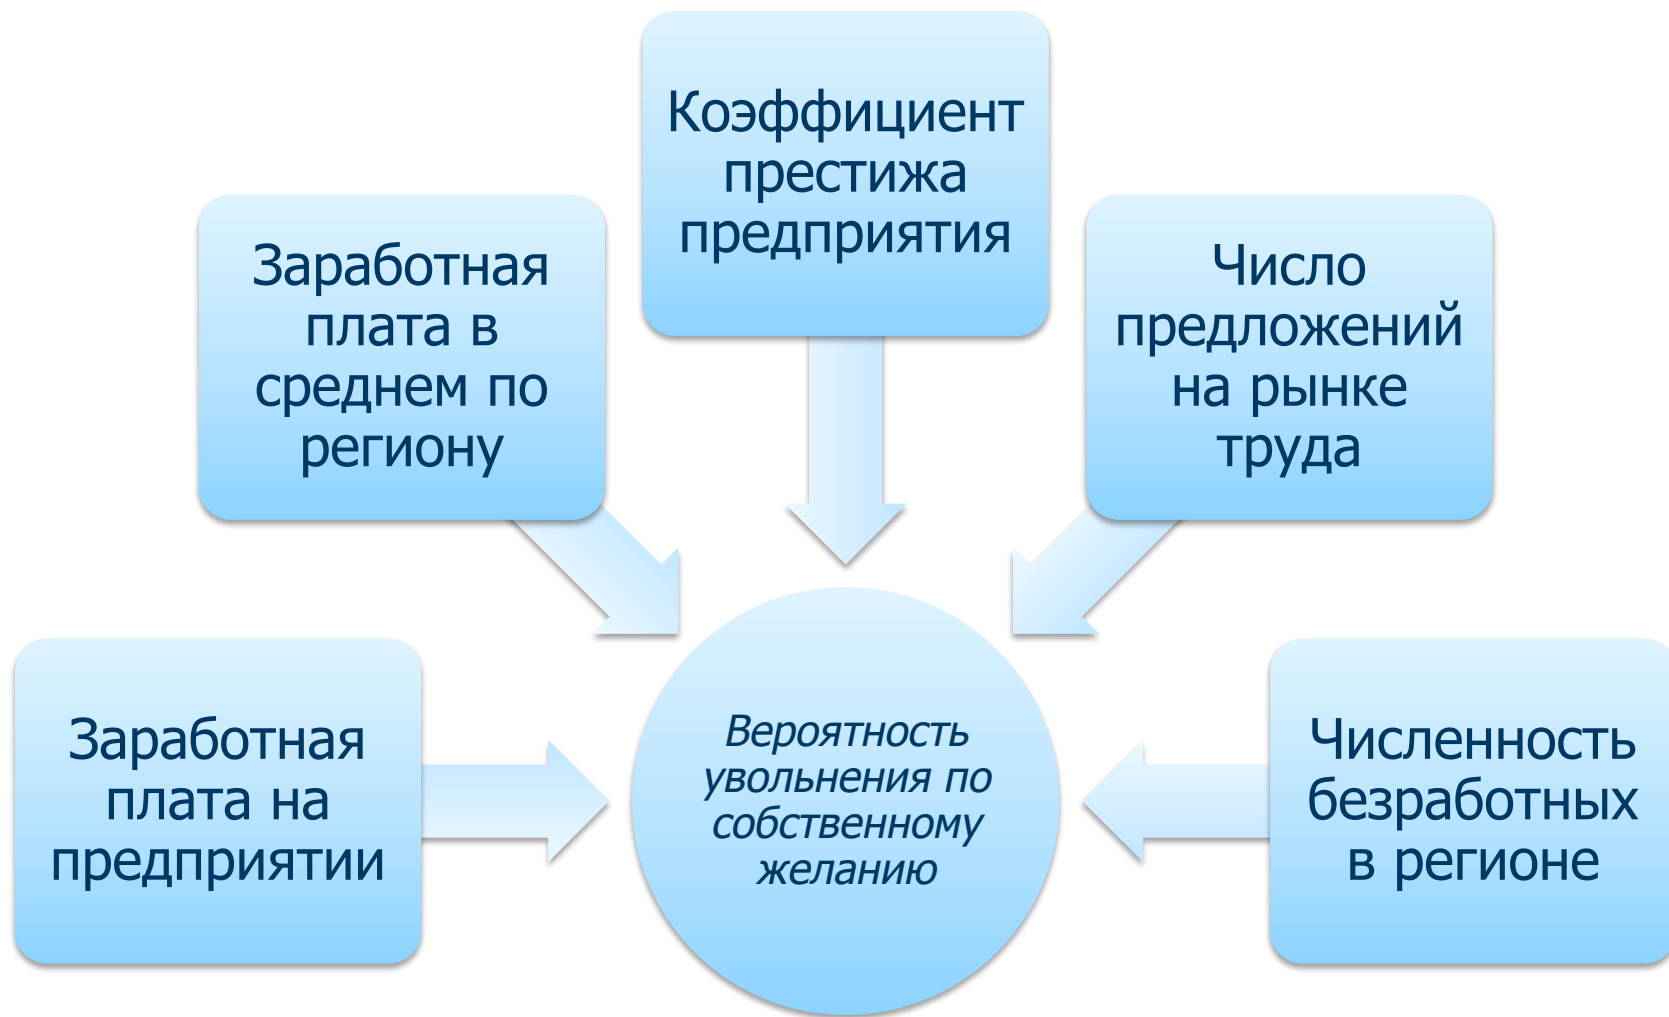 Коэффициент
престижа
предприятия
Заработная
плата в
среднем по
региону
Число
предложений
на рынке
труда
Заработная
плата на
предприятии
Вероятность
увольнения по
собственному
желанию
Численность
безработных
в регионе